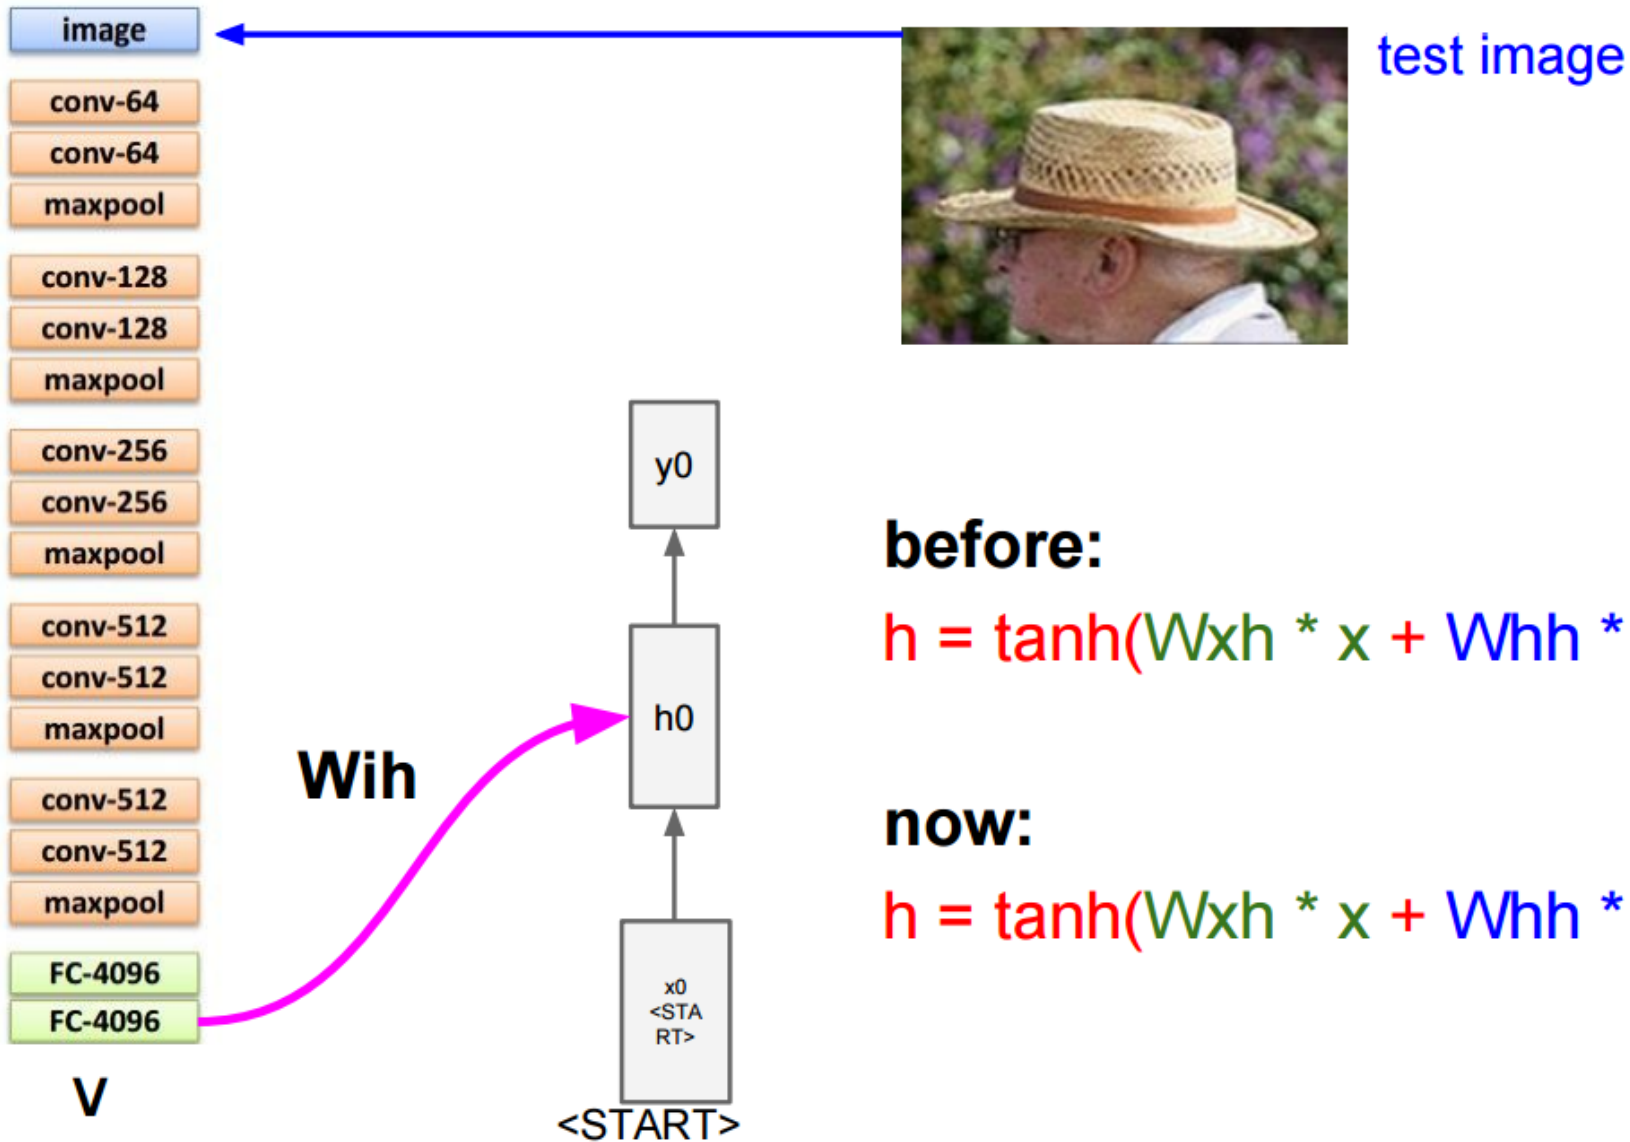 image
conv-64
conv-64
maxpool
conv-128
conv-128
maxpool
conv-256
conv-256
maxpool
conv-512
conv-512
maxpool
conv-512
conv-512
maxpool
FC-4096
FC-4096
v
Wih
y0
h0
x0
<STA
RT>
<START>
test image
before:
h = tanh(Wxh * x + Whh *
now:
h = tanh(Wxh * x + Whh *